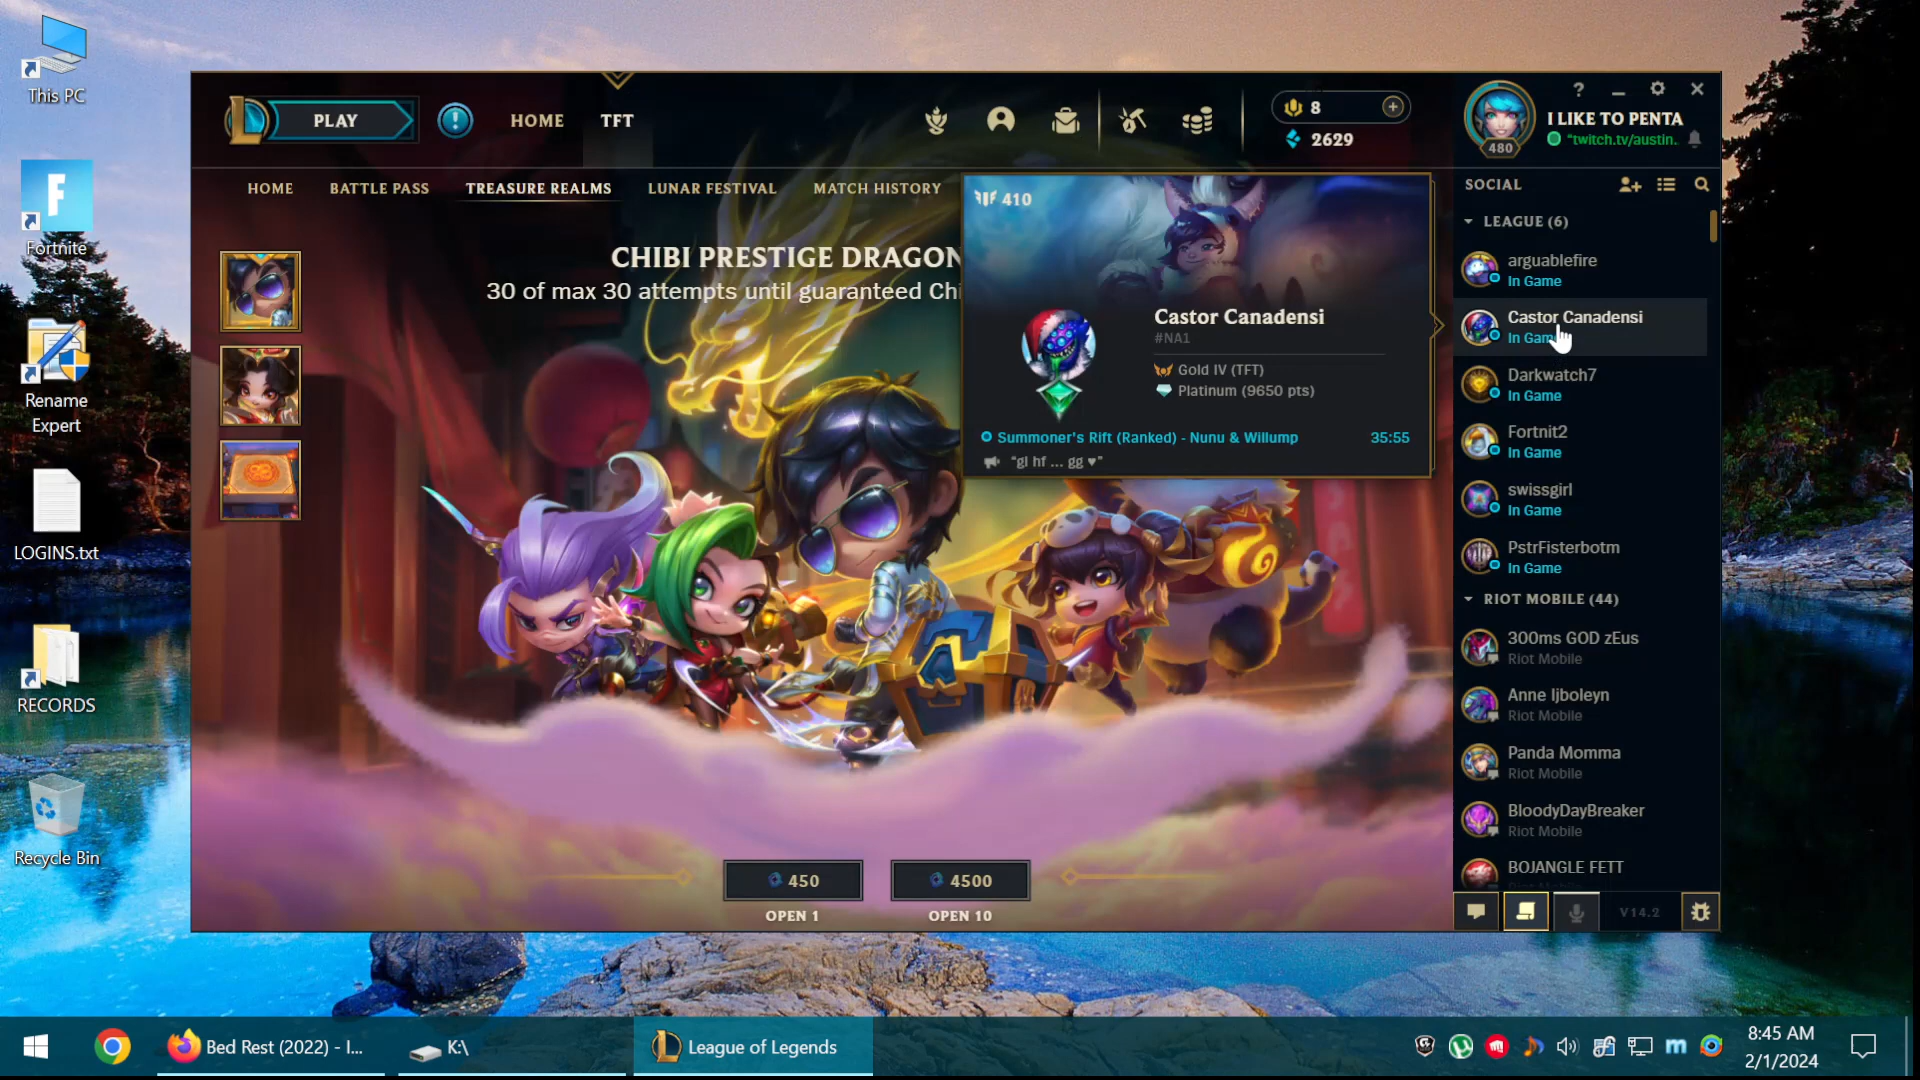 This PC
Fortnite
Rename
Expert
LOGINS.txt
RECORDS
Recycle Bin
PLAY
HOME
TFT
8
2629
HOME
BATTLE PASS
TREASURE REALMS
LUNAR FESTIVAL
MATCH HISTORY
CHIBI PRESTIGE DRAGON
30 of max 30 attempts until guaranteed Chi
410
Castor Canadensi
#NA1
Gold IV (TFT)
Platinum (9650 pts)
Summoner's Rift (Ranked) - Nunu & Willump 35:55
"gl hf ... gg ♥"
450
OPEN 1
4500
OPEN 10
?
480
I LIKE TO PENTA
"twitch.tv/austin.
SOCIAL
LEAGUE (6)
arguablefire
In Game
Castor Canadensi
In Gam
Darkwatch7
In Game
Fortnit2
In Game
swissgirl
In Game
PstrFisterbotm
In Game
RIOT MOBILE (44)
300ms GOD zEus
Riot Mobile
Anne ljboleyn
Riot Mobile
Panda Momma
Riot Mobile
BloodyDayBreaker
Riot Mobile
BOJANGLE FETT
V14.2
Bed Rest (2022) - I...
K:\
League of Legends
8:45 AM
2/1/2024